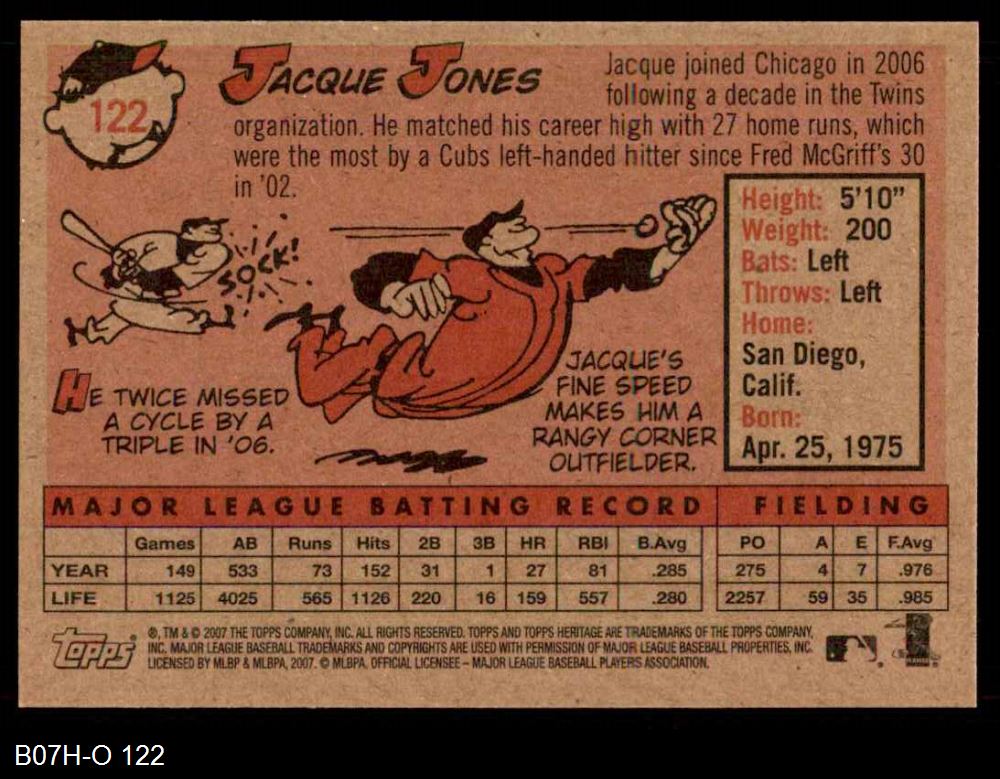 122
JACQUE JONES
Jacque joined Chicago in 2006
following a decade in the Twins
organization. He matched his career high with 27 home runs, which
were the most by a Cubs left-handed hitter since Fred McGriff's 30
in '02.
SOCK!
HE TWICE MISSED
A CYCLE BY A
TRIPLE IN '06.
JACQUE'S
FINE SPEED
MAKES HIM A
RANGY CORNER
OUTFIELDER.
Height: 5'10"
Weight: 200
Bats: Left
Throws: Left
Home:
San Diego,
Calif.
Born:
Apr. 25, 1975
MAJOR LEAGUE BATTING RECORD FIELDING
Games AB Runs Hits 2B 3B HR RBI B.Avg PO A E F.Avg
YEAR 149 533 73 152 31 1 27 81 .285 275 4 7 .976
LIFE 1125 4025 565 1126 220 16 159 557 .280 2257 59 35 .985
Topps
®, TM & © 2007 THE TOPPS COMPANY, INC. ALL RIGHTS RESERVED. TOPPS AND TOPPS HERITAGE ARE TRADEMARKS OF THE TOPPS COMPANY,
INC. MAJOR LEAGUE BASEBALL TRADEMARKS AND COPYRIGHTS ARE USED WITH PERMISSION OF MAJOR LEAGUE BASEBALL PROPERTIES, INC.
LICENSED BY MLBP & MLBPA, 2007. © MLBPA. OFFICIAL LICENSEE – MAJOR LEAGUE BASEBALL PLAYERS ASSOCIATION.
B07H-O 122